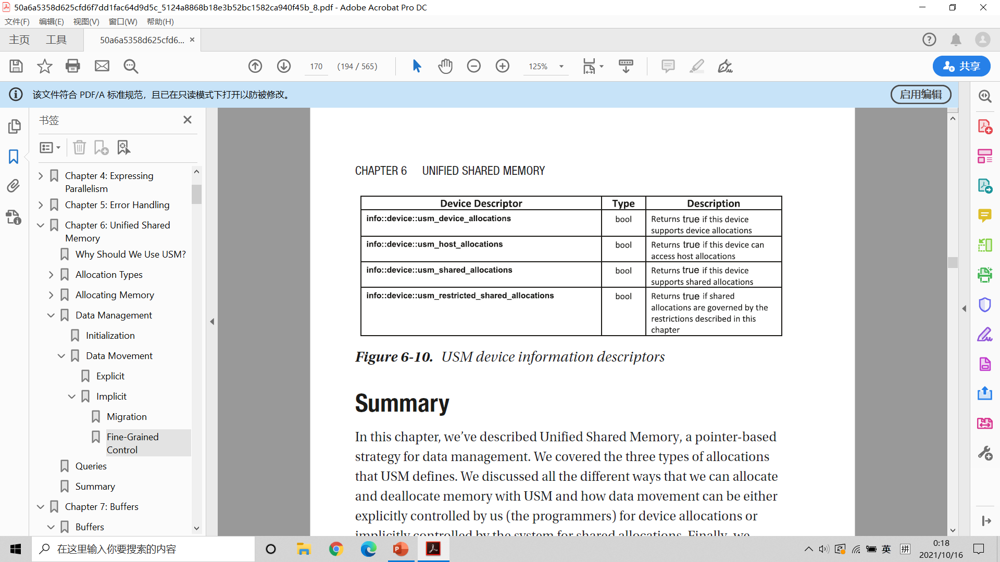 50a6a5358d625cfd6f7dd1fac64d9d5c_5124a8868b18e3b52bc1582ca940f45b_8.pdf - Adobe Acrobat Pro DC
文件(F) 编辑(E) 视图(V) 窗口(W) 帮助(H)
主页 工具 50a6a5358d625cfd6... ×
170 (194 / 565) 125% 共享
该文件符合 PDF/A 标准规范，且已在只读模式下打开以防被修改。 启用编辑
书签
Chapter 4: Expressing
Parallelism
Chapter 5: Error Handling
Chapter 6: Unified Shared
Memory
Why Should We Use USM?
Allocation Types
Allocating Memory
Data Management
Initialization
Data Movement
Explicit
Implicit
Migration
Fine-Grained
Control
Queries
Summary
Chapter 7: Buffers
Buffers
CHAPTER 6 UNIFIED SHARED MEMORY
Device Descriptor Type Description
info::device::usm_device_allocations bool Returns true if this device
supports device allocations
info::device::usm_host_allocations bool Returns true if this device can
access host allocations
info::device::usm_shared_allocations bool Returns true if this device
supports shared allocations
info::device::usm_restricted_shared_allocations bool Returns true if shared
allocations are governed by the
restrictions described in this
chapter
Figure 6-10. USM device information descriptors
Summary
In this chapter, we’ve described Unified Shared Memory, a pointer-based
strategy for data management. We covered the three types of allocations
that USM defines. We discussed all the different ways that we can allocate
and deallocate memory with USM and how data movement can be either
explicitly controlled by us (the programmers) for device allocations or
implicitly controlled by the system for shared allocations. Finally, we
在这里输入你要搜索的内容
英 拼 0:18
2021/10/16